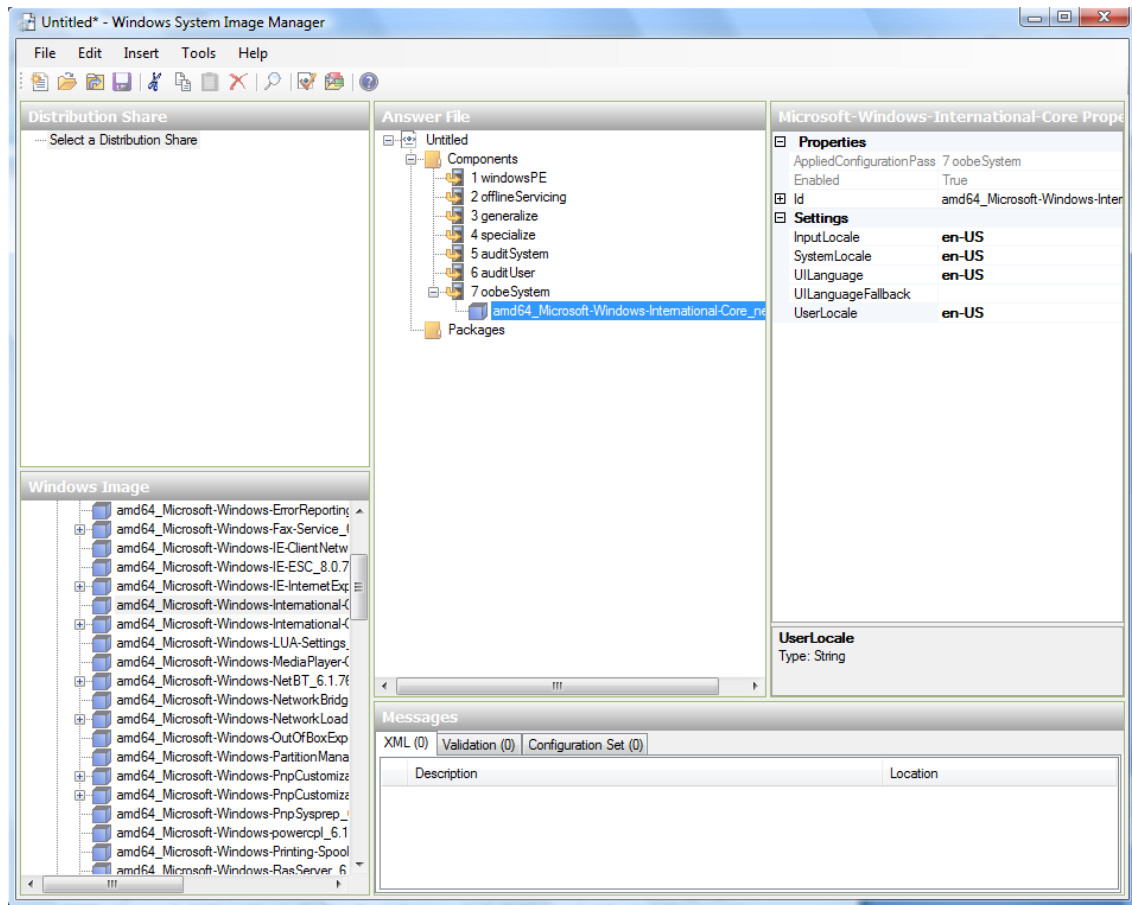 Untitled* - Windows System Image Manager
File Edit Insert Tools Help
Distribution Share
Select a Distribution Share
Answer File
Untitled
Components
1 windowsPE
2 offlineServicing
3 generalize
4 specialize
5 auditSystem
6 auditUser
7 oobeSystem
amd64_Microsoft-Windows-International-Core_ne
Packages
Microsoft-Windows-International-Core Prope
Properties
AppliedConfigurationPass 7 oobeSystem
Enabled True
Id amd64_Microsoft-Windows-Inter
Settings
InputLocale en-US
SystemLocale en-US
UILanguage en-US
UILanguageFallback
UserLocale en-US
UserLocale
Type: String
Windows Image
amd64_Microsoft-Windows-ErrorReporting
amd64_Microsoft-Windows-Fax-Service_6
amd64_Microsoft-Windows-IE-ClientNetw
amd64_Microsoft-Windows-IE-ESC_8.0.7
amd64_Microsoft-Windows-IE-InternetExp
amd64_Microsoft-Windows-International-C
amd64_Microsoft-Windows-International-C
amd64_Microsoft-Windows-LUA-Settings_
amd64_Microsoft-Windows-MediaPlayer-C
amd64_Microsoft-Windows-NetBT_6.1.76
amd64_Microsoft-Windows-NetworkBridg
amd64_Microsoft-Windows-NetworkLoad
amd64_Microsoft-Windows-OutOfBoxExp
amd64_Microsoft-Windows-PartitionMana
amd64_Microsoft-Windows-PnpCustomiza
amd64_Microsoft-Windows-PnpCustomiza
amd64_Microsoft-Windows-PnpSysprep_
amd64_Microsoft-Windows-powercpl_6.1
amd64_Microsoft-Windows-Printing-Spool
amd64_Microsoft-Windows-RasServer_6
Messages
XML (0) Validation (0) Configuration Set (0)
Description Location